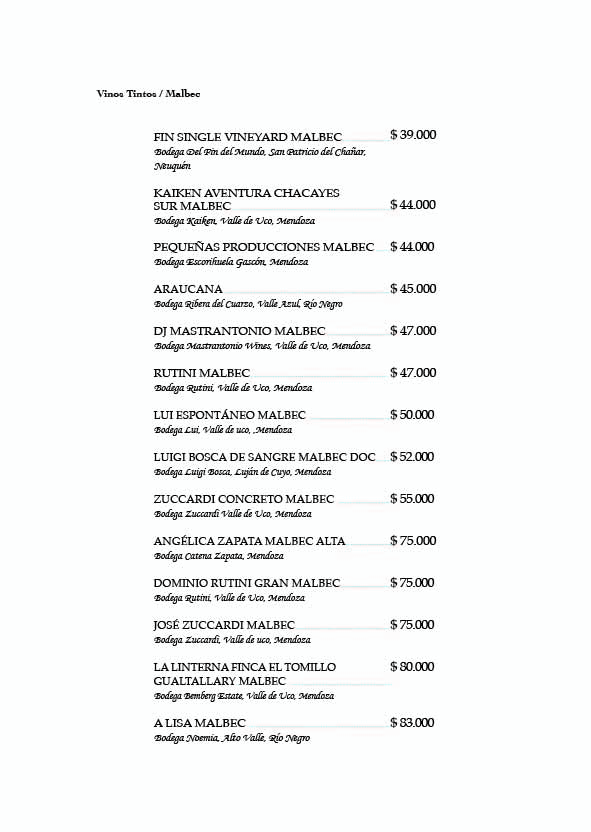 Vinos Tintos / Malbec
FIN SINGLE VINEYARD MALBEC $ 39.000
Bodega Del Fin del Mundo, San Patricio del Chañar,
Neuquén
KAIKEN AVENTURA CHACAYES
SUR MALBEC $ 44.000
Bodega Kaiken, Valle de Uco, Mendoza
PEQUEÑAS PRODUCCIONES MALBEC $ 44.000
Bodega Escorihuela Gascón, Mendoza
ARAUCANA $ 45.000
Bodega Ribera del Cuarzo, Valle Azul, Río Negro
DJ MASTRANTONIO MALBEC $ 47.000
Bodega Mastrantonio Wines, Valle de Uco, Mendoza
RUTINI MALBEC $ 47.000
Bodega Rutini, Valle de Uco, Mendoza
LUI ESPONTÁNEO MALBEC $ 50.000
Bodega Lui, Valle de uco, ,Mendoza
LUIGI BOSCA DE SANGRE MALBEC DOC $ 52.000
Bodega Luigi Bosca, Luján de Cuyo, Mendoza
ZUCCARDI CONCRETO MALBEC $ 55.000
Bodega Zuccardi Valle de Uco, Mendoza
ANGÉLICA ZAPATA MALBEC ALTA $ 75.000
Bodega Catena Zapata, Mendoza
DOMINIO RUTINI GRAN MALBEC $ 75.000
Bodega Rutini, Valle de Uco, Mendoza
JOSÉ ZUCCARDI MALBEC $ 75.000
Bodega Zuccardi, Valle de uco, Mendoza
LA LINTERNA FINCA EL TOMILLO $ 80.000
GUALTALLARY MALBEC
Bodega Bemberg Estate, Valle de Uco, Mendoza
A LISA MALBEC $ 83.000
Bodega Noemia, Alto Valle, Río Negro